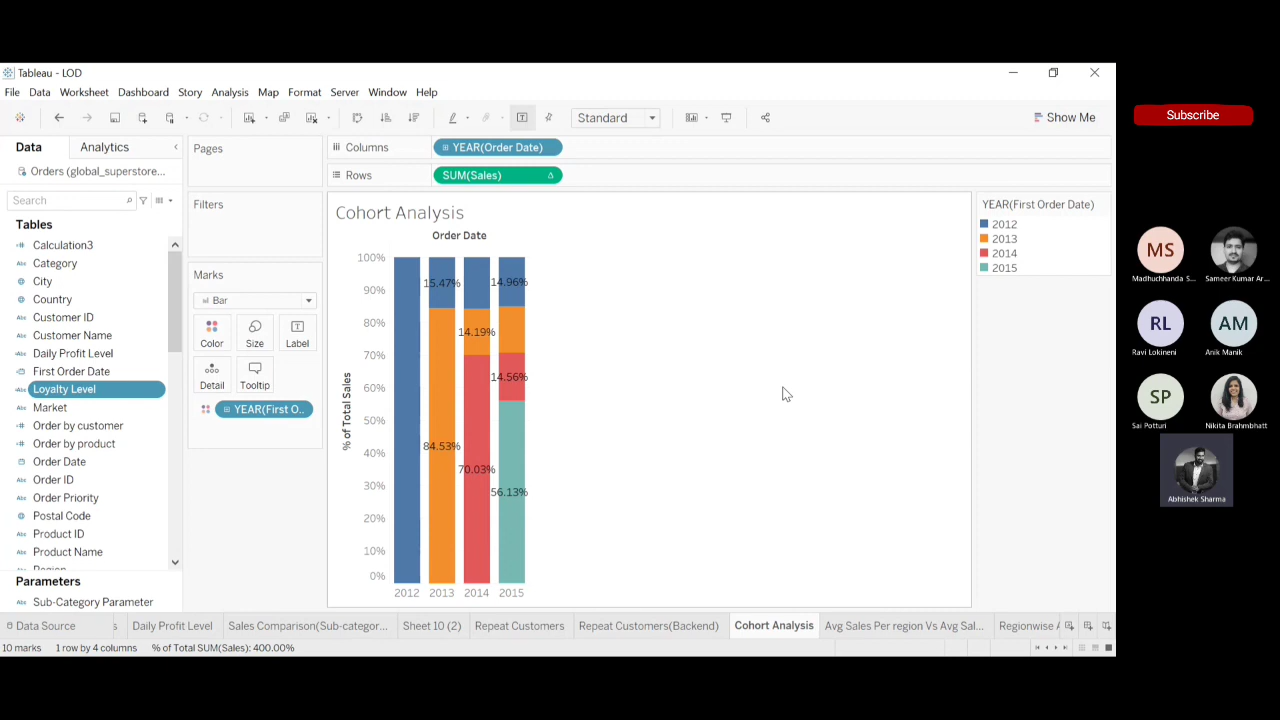 Tableau - LOD
File Data Worksheet Dashboard Story Analysis Map Format Server Window Help
Standard
Show Me
Data Analytics
Orders (global_superstore...
Search
Tables
Calculation3
Category
City
Country
Customer ID
Customer Name
Daily Profit Level
First Order Date
Loyalty Level
Market
Order by customer
Order by product
Order Date
Order ID
Order Priority
Postal Code
Product ID
Product Name
Parameters
Sub-Category Parameter
Pages
Filters
Marks
Bar
Color Size Label
Detail Tooltip
YEAR(First O..
Columns YEAR(Order Date)
Rows SUM(Sales)
Cohort Analysis
Order Date
% of Total Sales
100%
90%
80%
70%
60%
50%
40%
30%
20%
10%
0%
15.47% 14.96%
14.19%
14.56%
84.53%
70.03%
56.13%
2012 2013 2014 2015
YEAR(First Order Date)
2012
2013
2014
2015
Data Source s Daily Profit Level Sales Comparison(Sub-categor... Sheet 10 (2) Repeat Customers Repeat Customers(Backend) Cohort Analysis Avg Sales Per region Vs Avg Sal... Regionwise A
10 marks 1 row by 4 columns % of Total SUM(Sales): 400.00%
Subscribe
MS
Madhuchhanda S... Sameer Kumar Ar...
RL AM
Ravi Lokineni Anik Manik
SP
Sai Potturi Nikita Brahmbhatt
Abhishek Sharma